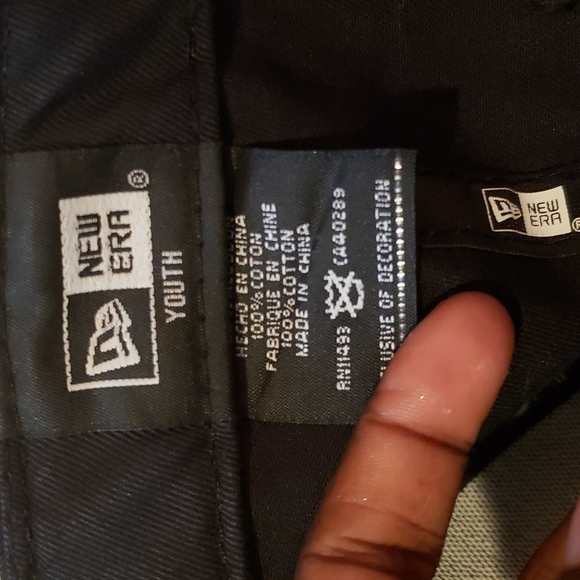 NEW
ERA
®
YOUTH
HECHO EN CHINA
100% COTON
FABRIQUE EN CHINE
100% COTTON
MADE IN CHINA
RN11493 CA40289
LUSIVE OF DECORATION
NEW
ERA